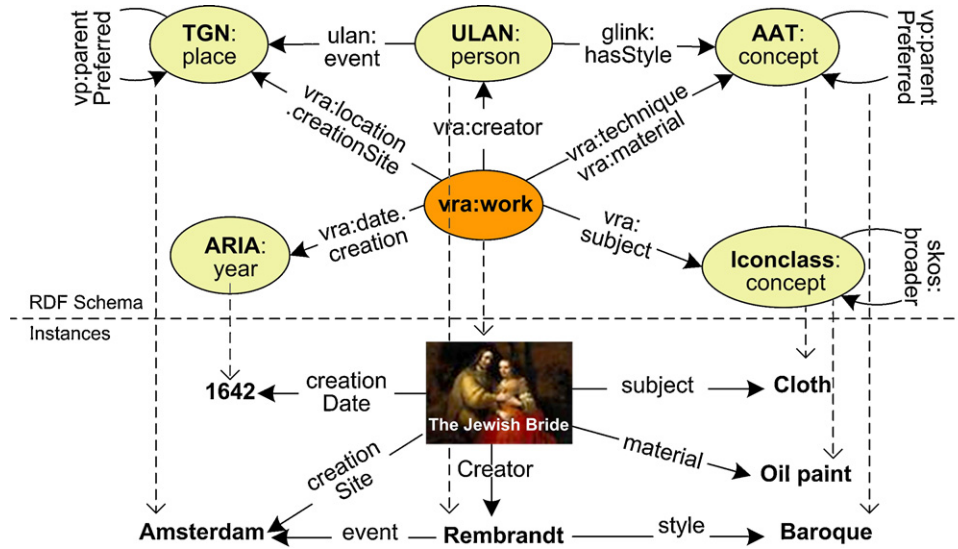 vp:parent
Preferred
TGN:
place
ulan:
event
ULAN:
person
glink:
hasStyle
AAT:
concept
vp:parent
Preferred
vra:location
.creationSite
vra:creator
vra:technique
vra:material
vra:work
ARIA:
year
vra:date.
creation
vra:
subject
Iconclass:
concept
skos:
broader
RDF Schema
Instances
1642
creation
Date
The Jewish Bride
subject
Cloth
creation
Site
Creator
material
Oil paint
Amsterdam
event
Rembrandt
style
Baroque